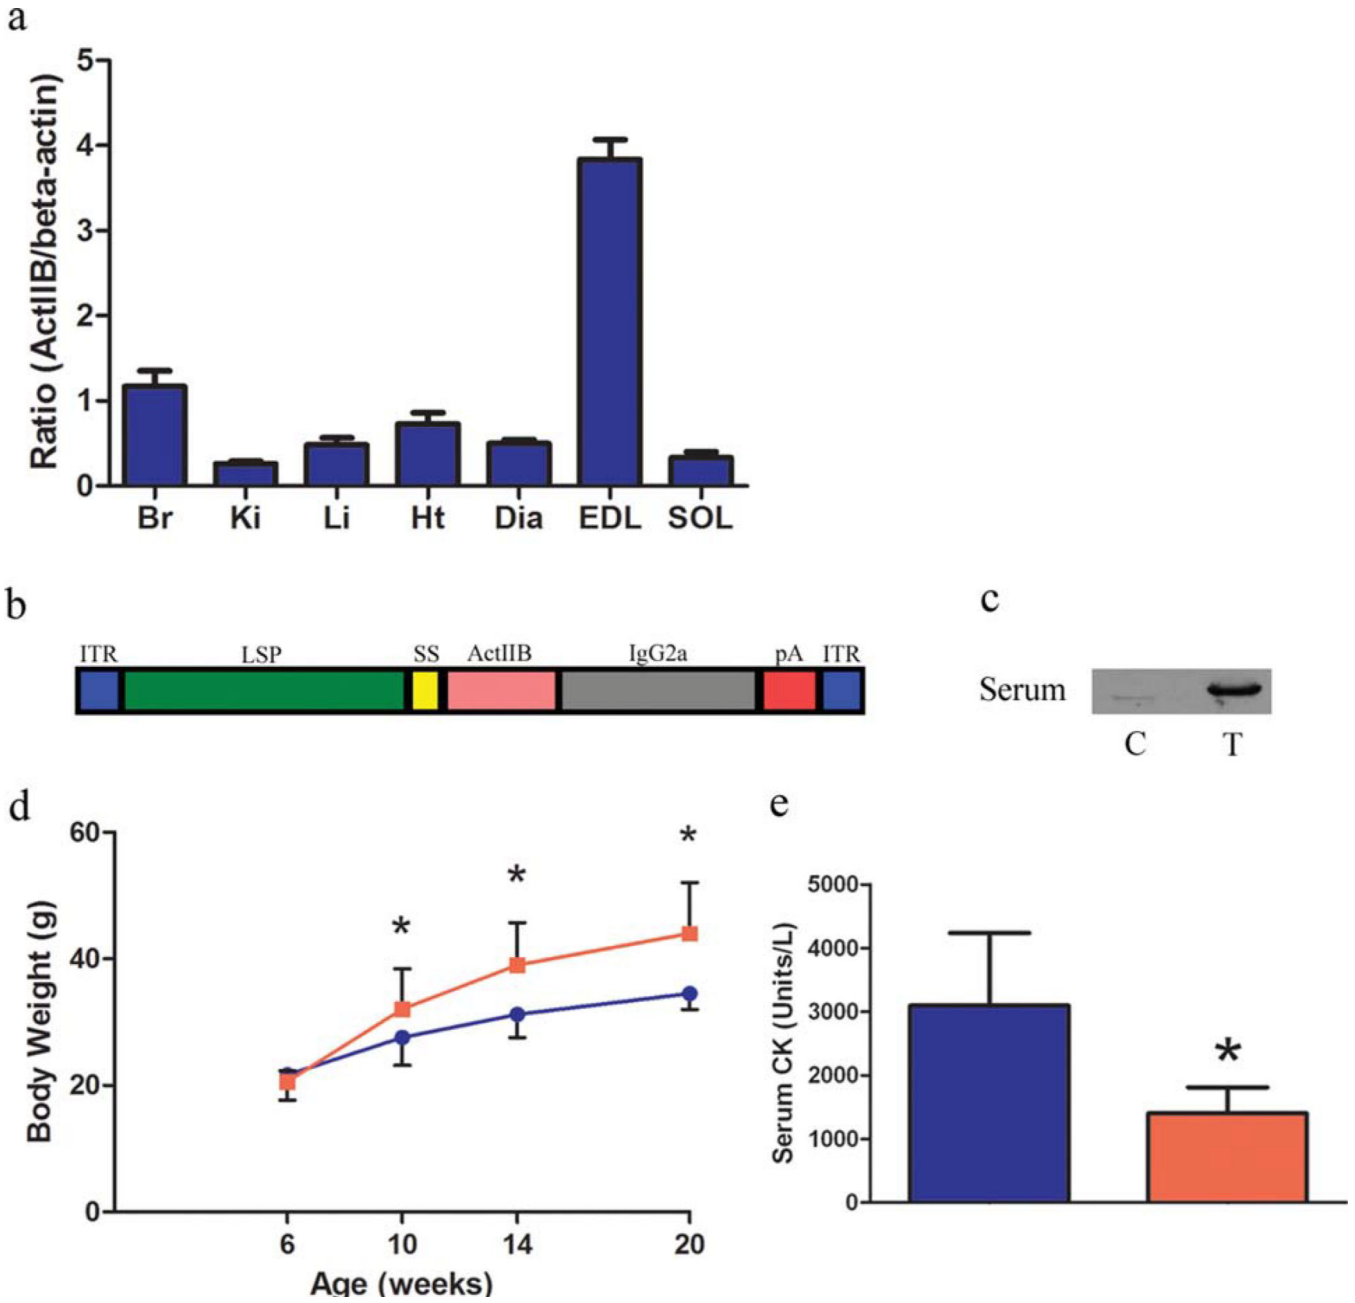 a
Ratio (ActIIB/beta-actin)
5
4
3
2
1
0
Br Ki Li Ht Dia EDL SOL
b
ITR LSP SS ActIIB IgG2a pA ITR
c
Serum
C T
d
Body Weight (g)
60
40
20
0
* * *
6 10 14 20
Age (weeks)
e
Serum CK (Units/L)
5000
4000
3000
2000
1000
0
*